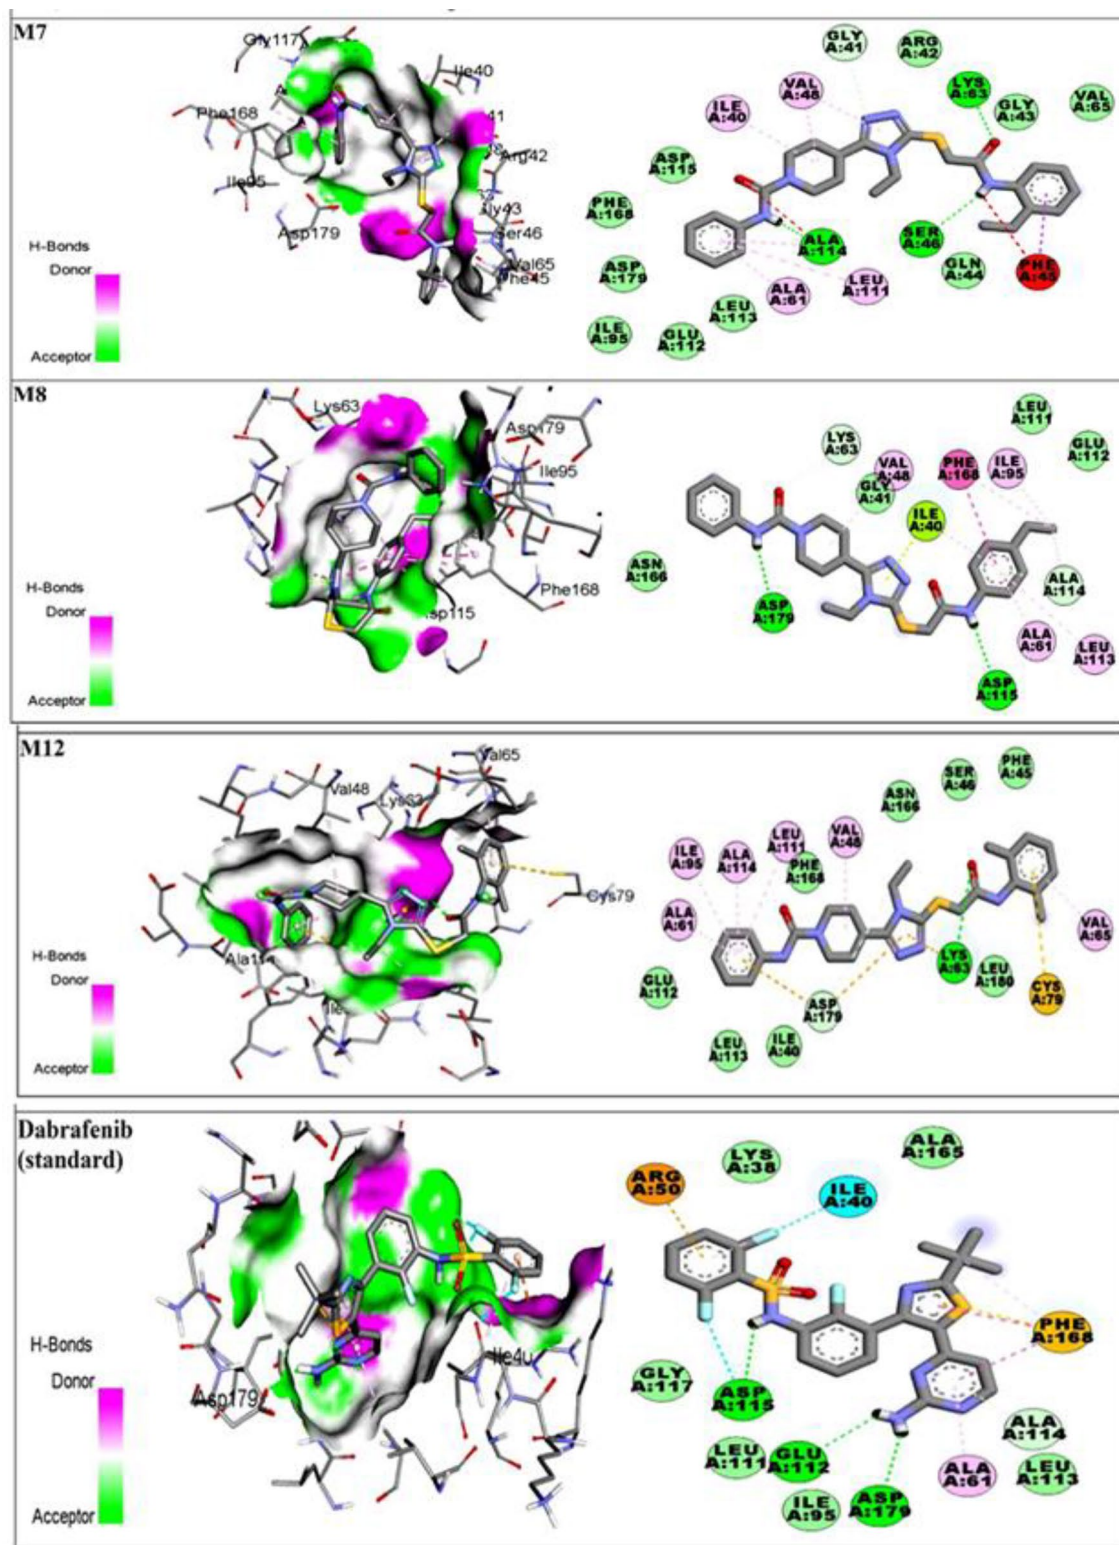 M7
Gly117
Ile40
Phe168
Arg42
Ile95
Gly43
Asp179
Ser46
Val65
Phe45
H-Bonds
Donor
Acceptor
GLY
A:41
ARG
A:42
LYS
A:63
VAL
A:48
GLY
A:43
VAL
A:65
ILE
A:40
ASP
A:115
PHE
A:168
ALA
A:114
SER
A:46
ASP
A:179
GLN
A:44
PHE
A:45
LEU
A:111
ALA
A:61
LEU
A:113
ILE
A:95
GLU
A:112
M8
Lys63
Asp179
Ile95
Phe168
H-Bonds
Donor
Acceptor
LEU
A:111
LYS
A:63
GLU
A:112
VAL
A:48
PHE
A:168
ILE
A:95
GLY
A:41
ILE
A:40
ASN
A:166
ALA
A:114
ASP
A:179
ALA
A:61
LEU
A:113
ASP
A:115
M12
Val65
Val48
Cys79
H-Bonds
Donor
Acceptor
PHE
A:45
SER
A:46
ASN
A:166
LEU
A:111
VAL
A:48
ILE
A:95
ALA
A:114
PHE
A:168
ALA
A:61
VAL
A:65
LYS
A:63
LEU
A:180
GLU
A:112
CYS
A:79
ASP
A:179
LEU
A:113
ILE
A:40
Dabrafenib
(standard)
Asp179
H-Bonds
Donor
Acceptor
LYS
A:38
ALA
A:165
ARG
A:50
ILE
A:40
PHE
A:168
GLY
A:117
ASP
A:115
ALA
A:114
LEU
A:111
GLU
A:112
ALA
A:61
LEU
A:113
ILE
A:95
ASP
A:179